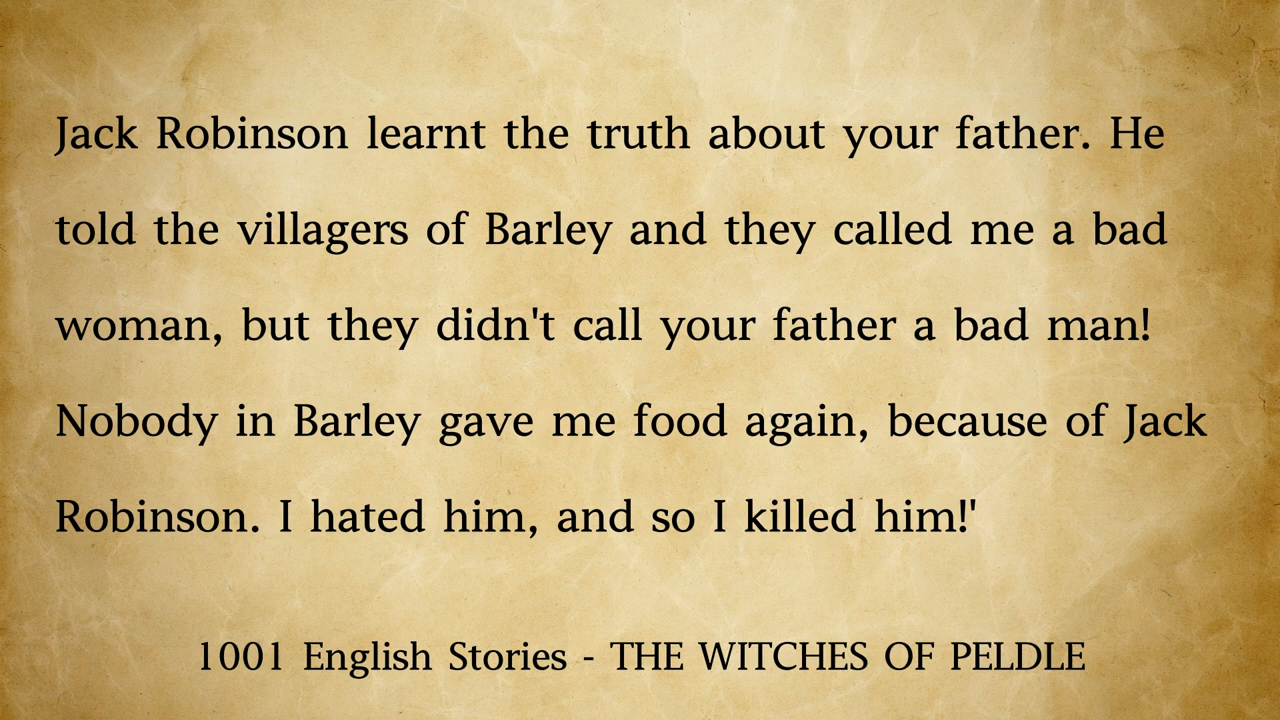 Jack Robinson learnt the truth about your father. He
told the villagers of Barley and they called me a bad
woman, but they didn't call your father a bad man!
Nobody in Barley gave me food again, because of Jack
Robinson. I hated him, and so I killed him!'
1001 English Stories - THE WITCHES OF PELDLE